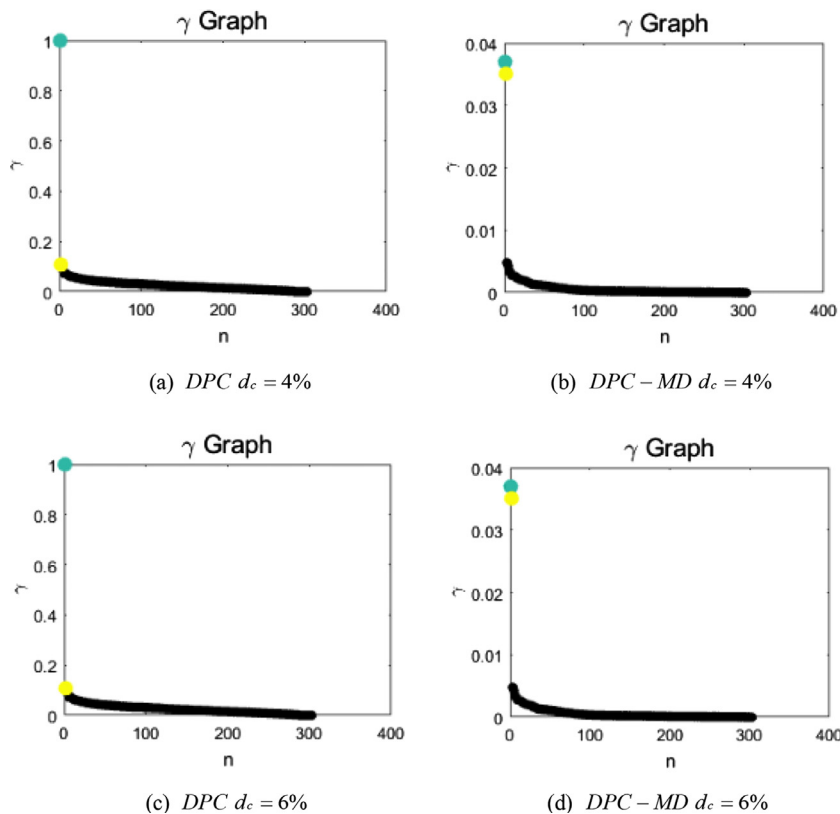 γ Graph
1
0.8
0.6
γ
0.4
0.2
0
0 100 200 300 400
n
(a) DPC d_c = 4%
γ Graph
0.04
0.03
γ
0.02
0.01
0
0 100 200 300 400
n
(b) DPC − MD d_c = 4%
γ Graph
1
0.8
0.6
γ
0.4
0.2
0
0 100 200 300 400
n
(c) DPC d_c = 6%
γ Graph
0.04
0.03
γ
0.02
0.01
0
0 100 200 300 400
n
(d) DPC − MD d_c = 6%